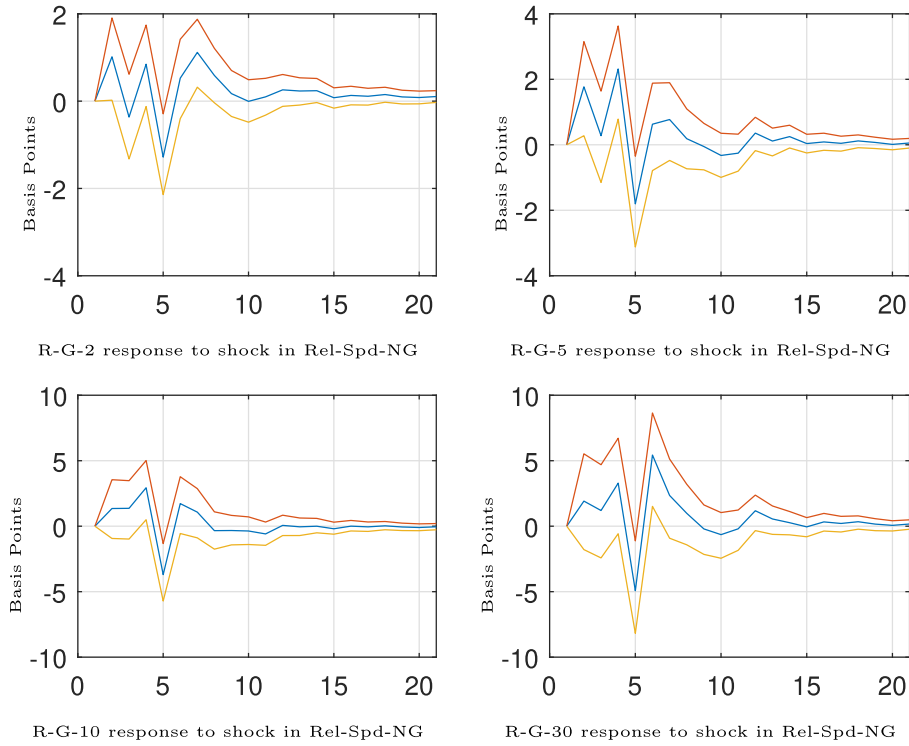 2
0
-2
-4
Basis Points
0 5 10 15 20
R-G-2 response to shock in Rel-Spd-NG
4
2
0
-2
-4
Basis Points
0 5 10 15 20
R-G-5 response to shock in Rel-Spd-NG
10
5
0
-5
-10
Basis Points
0 5 10 15 20
R-G-10 response to shock in Rel-Spd-NG
10
5
0
-5
-10
Basis Points
0 5 10 15 20
R-G-30 response to shock in Rel-Spd-NG